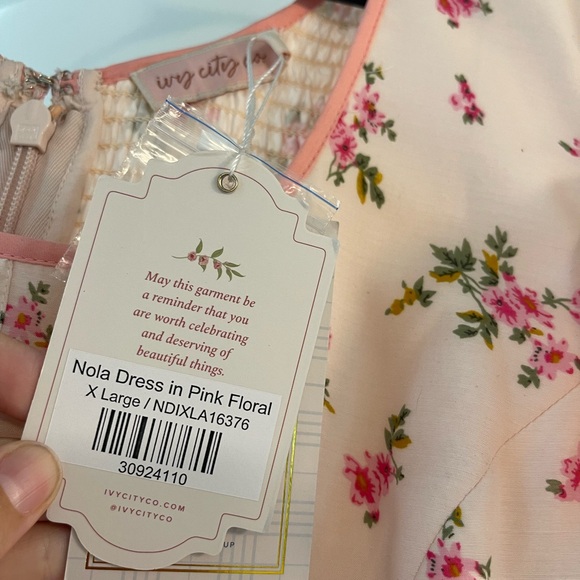 ivy city co.
May this garment be
a reminder that you
are worth celebrating
and deserving of
beautiful things.
Nola Dress in Pink Floral
X Large / NDIXLA16376
30924110
IVYCITYCO.COM
@IVYCITYCO
UP